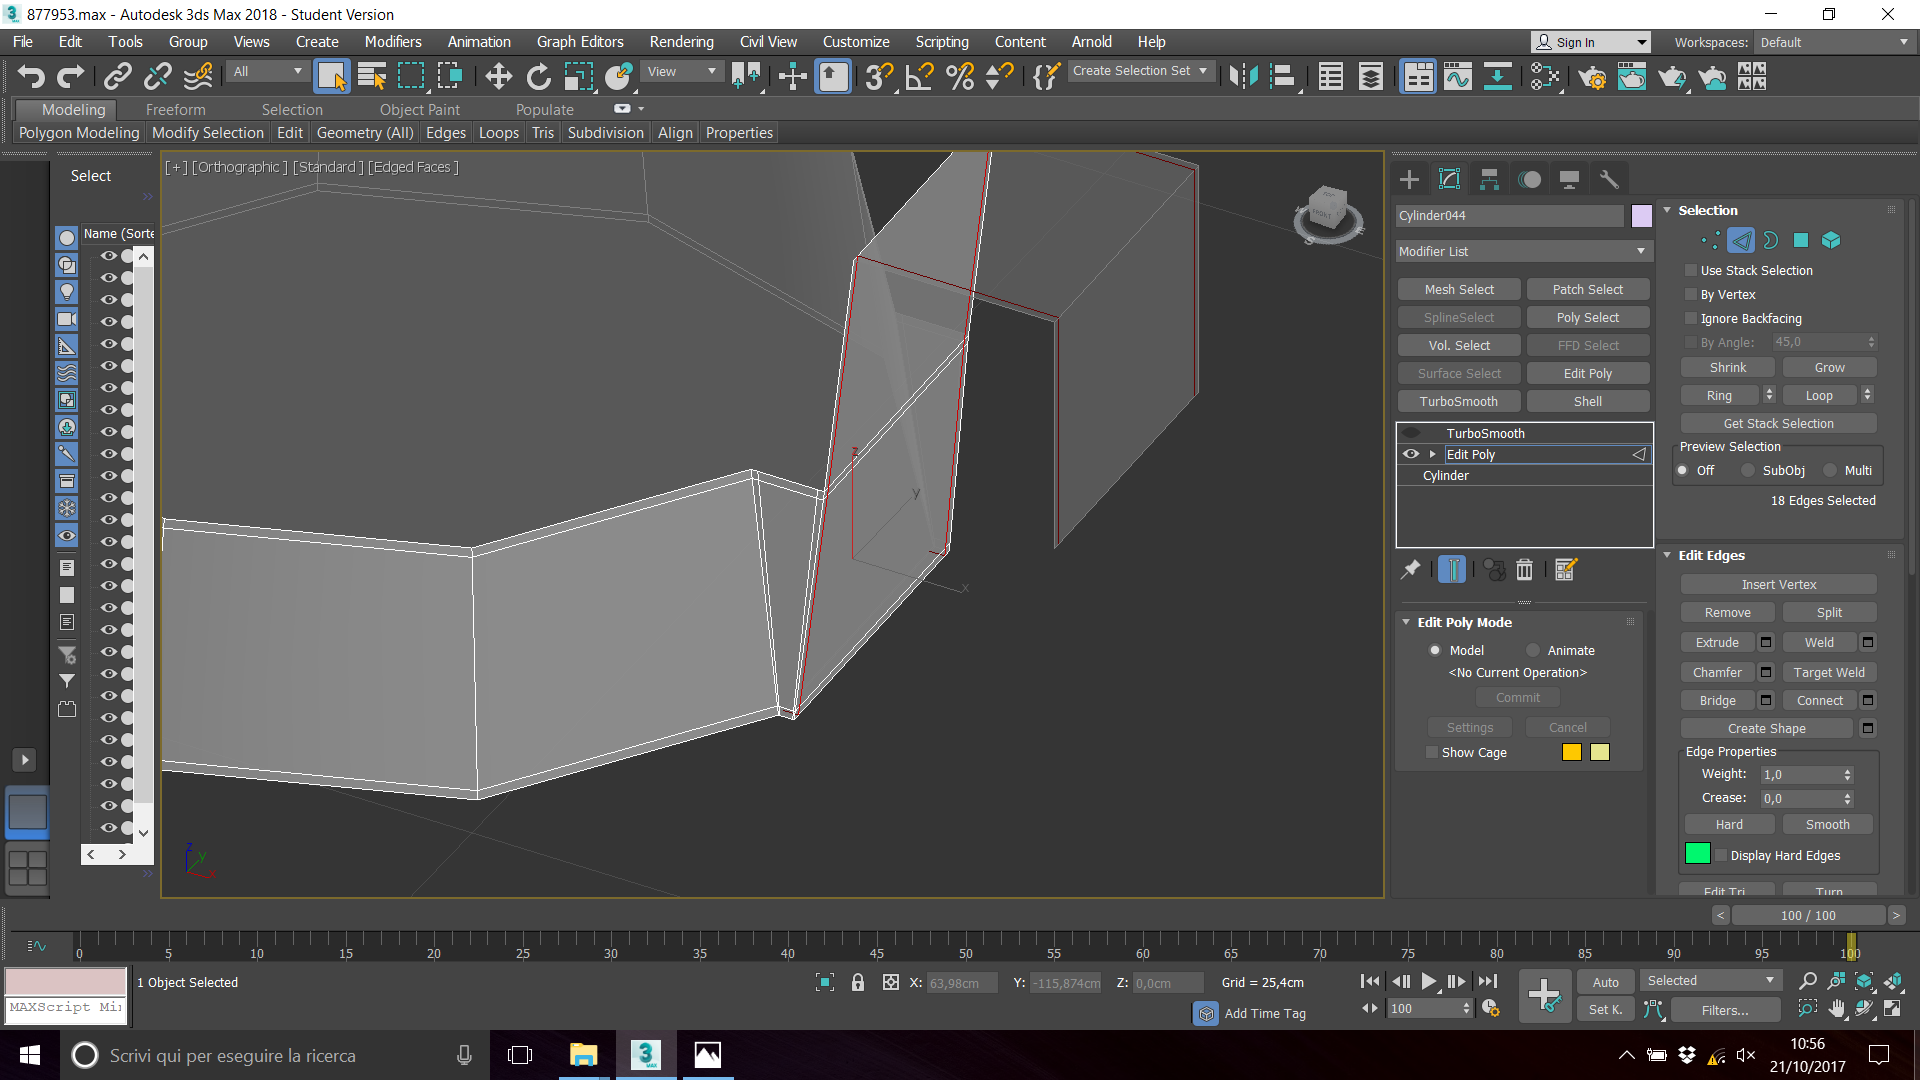 877953.max - Autodesk 3ds Max 2018 - Student Version
File Edit Tools Group Views Create Modifiers Animation Graph Editors Rendering Civil View Customize Scripting Content Arnold Help
Sign In
Workspaces: Default
All
View
Create Selection Set
Modeling Freeform Selection Object Paint Populate
Polygon Modeling Modify Selection Edit Geometry (All) Edges Loops Tris Subdivision Align Properties
Select
Name (Sorte
[+] [Orthographic ] [Standard ] [Edged Faces ]
FRONT
S
E
z
y
x
z
y
x
Cylinder044
Modifier List
Mesh Select Patch Select
SplineSelect Poly Select
Vol. Select FFD Select
Surface Select Edit Poly
TurboSmooth Shell
TurboSmooth
Edit Poly
Cylinder
Edit Poly Mode
Model Animate
<No Current Operation>
Commit
Settings Cancel
Show Cage
Selection
Use Stack Selection
By Vertex
Ignore Backfacing
By Angle: 45,0
Shrink Grow
Ring Loop
Get Stack Selection
Preview Selection
Off SubObj Multi
18 Edges Selected
Edit Edges
Insert Vertex
Remove Split
Extrude Weld
Chamfer Target Weld
Bridge Connect
Create Shape
Edge Properties
Weight: 1,0
Crease: 0,0
Hard Smooth
Display Hard Edges
Edit Tri. Turn
< 100 / 100 >
0 5 10 15 20 25 30 35 40 45 50 55 60 65 70 75 80 85 90 95 100
1 Object Selected
MAXScript Mi
X: 63,98cm Y: -115,874cm Z: 0,0cm Grid = 25,4cm
Add Time Tag
100
Auto Selected
Set K. Filters...
Scrivi qui per eseguire la ricerca
3
MAX
10:56
21/10/2017